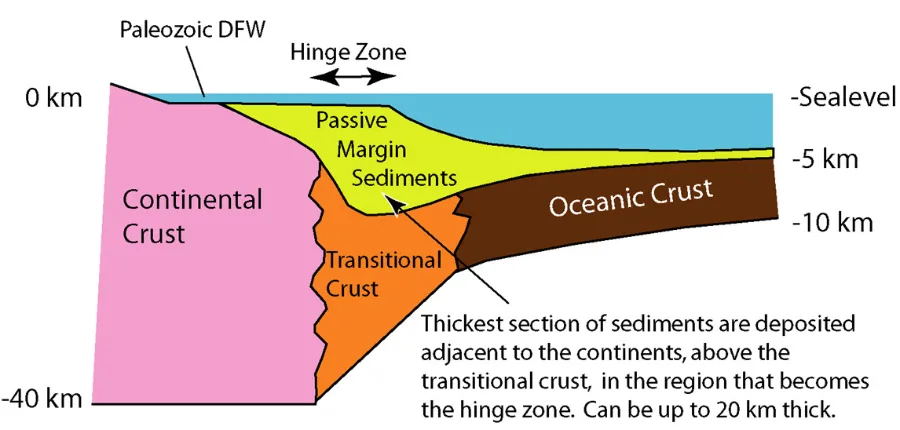 Paleozoic DFW
Hinge Zone
0 km
-Sealevel
Passive
Margin
Sediments
-5 km
Continental
Crust
Oceanic Crust
-10 km
Transitional
Crust
Thickest section of sediments are deposited
adjacent to the continents, above the
transitional crust, in the region that becomes
the hinge zone. Can be up to 20 km thick.
-40 km